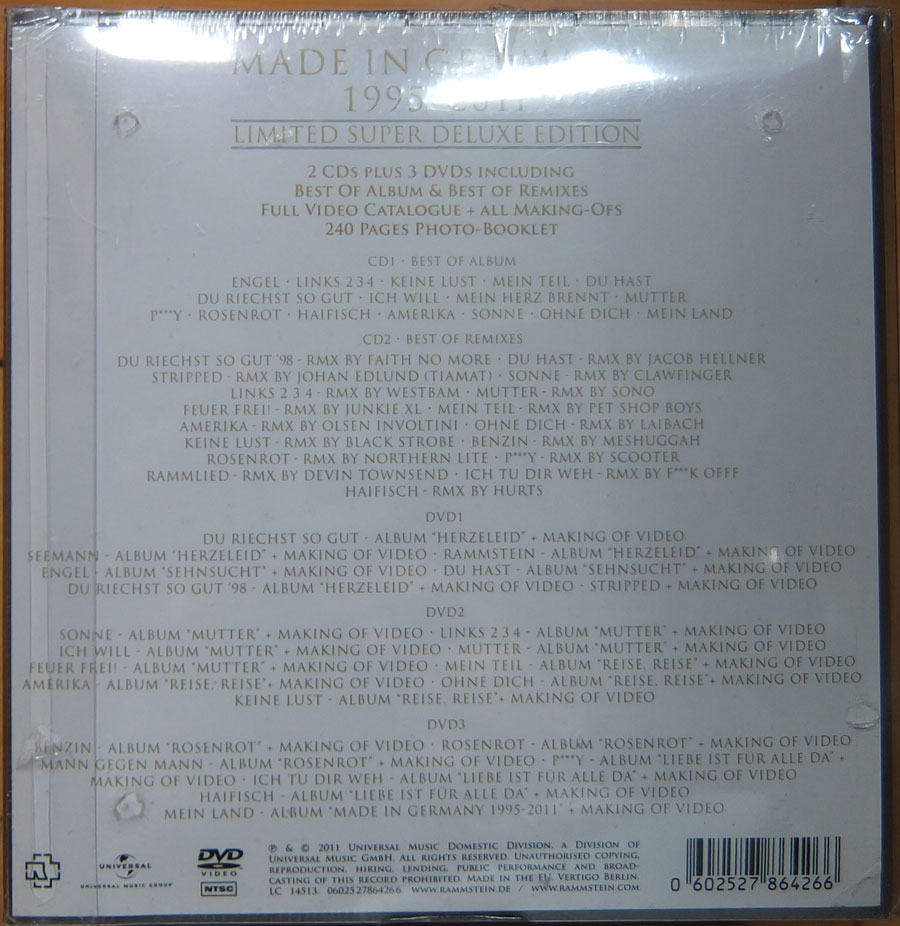 MADE IN GERMANY
1995-2011
LIMITED SUPER DELUXE EDITION
2 CDs PLUS 3 DVDs INCLUDING
BEST OF ALBUM & BEST OF REMIXES
FULL VIDEO CATALOGUE + ALL MAKING-OFS
240 PAGES PHOTO-BOOKLET
CD1 · BEST OF ALBUM
ENGEL · LINKS 2 3 4 · KEINE LUST · MEIN TEIL · DU HAST
DU RIECHST SO GUT · ICH WILL · MEIN HERZ BRENNT · MUTTER
P***Y · ROSENROT · HAIFISCH · AMERIKA · SONNE · OHNE DICH · MEIN LAND
CD2 · BEST OF REMIXES
DU RIECHST SO GUT '98 - RMX BY FAITH NO MORE · DU HAST - RMX BY JACOB HELLNER
STRIPPED - RMX BY JOHAN EDLUND (TIAMAT) · SONNE - RMX BY CLAWFINGER
LINKS 2 3 4 - RMX BY WESTBAM · MUTTER - RMX BY SONO
FEUER FREI! - RMX BY JUNKIE XL · MEIN TEIL - RMX BY PET SHOP BOYS
AMERIKA - RMX BY OLSEN INVOLTINI · OHNE DICH - RMX BY LAIBACH
KEINE LUST - RMX BY BLACK STROBE · BENZIN - RMX BY MESHUGGAH
ROSENROT - RMX BY NORTHERN LITE · P***Y - RMX BY SCOOTER
RAMMLIED - RMX BY DEVIN TOWNSEND · ICH TU DIR WEH - RMX BY F***K OFFF
HAIFISCH - RMX BY HURTS
DVD1
DU RIECHST SO GUT - ALBUM "HERZELEID" + MAKING OF VIDEO
SEEMANN - ALBUM "HERZELEID" + MAKING OF VIDEO · RAMMSTEIN - ALBUM "HERZELEID" + MAKING OF VIDEO
ENGEL - ALBUM "SEHNSUCHT" + MAKING OF VIDEO · DU HAST - ALBUM "SEHNSUCHT" + MAKING OF VIDEO
DU RIECHST SO GUT '98 - ALBUM "HERZELEID" + MAKING OF VIDEO · STRIPPED + MAKING OF VIDEO
DVD2
SONNE - ALBUM "MUTTER" + MAKING OF VIDEO · LINKS 2 3 4 - ALBUM "MUTTER" + MAKING OF VIDEO
ICH WILL - ALBUM "MUTTER" + MAKING OF VIDEO · MUTTER - ALBUM "MUTTER" + MAKING OF VIDEO
FEUER FREI! - ALBUM "MUTTER" + MAKING OF VIDEO · MEIN TEIL - ALBUM "REISE, REISE" + MAKING OF VIDEO
AMERIKA - ALBUM "REISE, REISE"+ MAKING OF VIDEO · OHNE DICH - ALBUM "REISE, REISE"+ MAKING OF VIDEO
KEINE LUST - ALBUM "REISE, REISE"+ MAKING OF VIDEO
DVD3
BENZIN - ALBUM "ROSENROT" + MAKING OF VIDEO · ROSENROT - ALBUM "ROSENROT" + MAKING OF VIDEO
MANN GEGEN MANN - ALBUM "ROSENROT" + MAKING OF VIDEO · P***Y - ALBUM "LIEBE IST FÜR ALLE DA" +
MAKING OF VIDEO · ICH TU DIR WEH - ALBUM "LIEBE IST FÜR ALLE DA" + MAKING OF VIDEO
HAIFISCH - ALBUM "LIEBE IST FÜR ALLE DA" + MAKING OF VIDEO
MEIN LAND - ALBUM "MADE IN GERMANY 1995-2011" + MAKING OF VIDEO
UNIVERSAL
UNIVERSAL MUSIC GROUP
DVD
VIDEO
NTSC
℗ & © 2011 UNIVERSAL MUSIC DOMESTIC DIVISION, A DIVISION OF
UNIVERSAL MUSIC GMBH. ALL RIGHTS RESERVED. UNAUTHORISED COPYING,
REPRODUCTION, HIRING, LENDING, PUBLIC PERFORMANCE AND BROAD-
CASTING OF THIS RECORD PROHIBITED. MADE IN THE EU. VERTIGO BERLIN.
LC 14513. 0602527864266 WWW.RAMMSTEIN.DE / WWW.RAMMSTEIN.COM
0 602527 864266